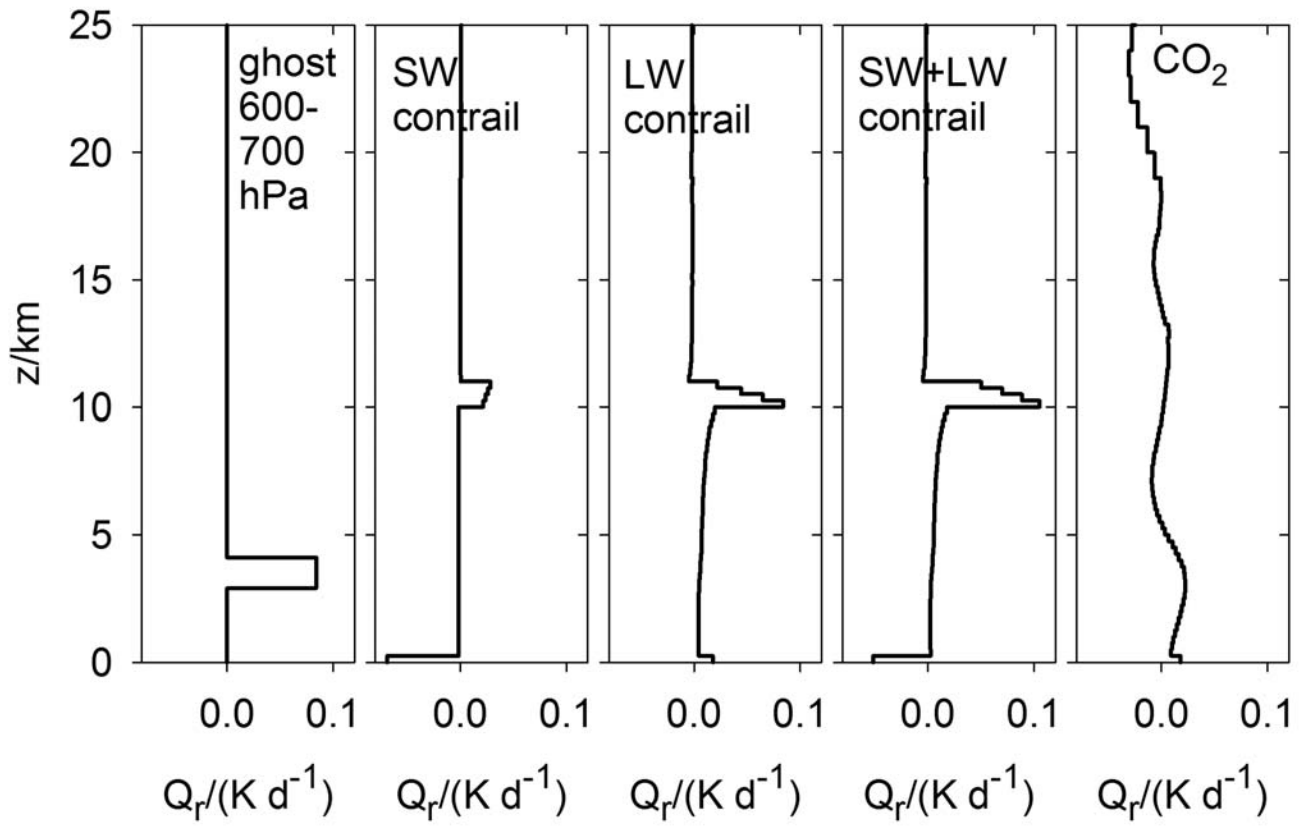 25
20
15
10
5
0
z/km
ghost
600-
700
hPa
SW
contrail
LW
contrail
SW+LW
contrail
CO₂
0.0 0.1 0.0 0.1 0.0 0.1 0.0 0.1 0.0 0.1
Qᵣ/(K d⁻¹) Qᵣ/(K d⁻¹) Qᵣ/(K d⁻¹) Qᵣ/(K d⁻¹) Qᵣ/(K d⁻¹)